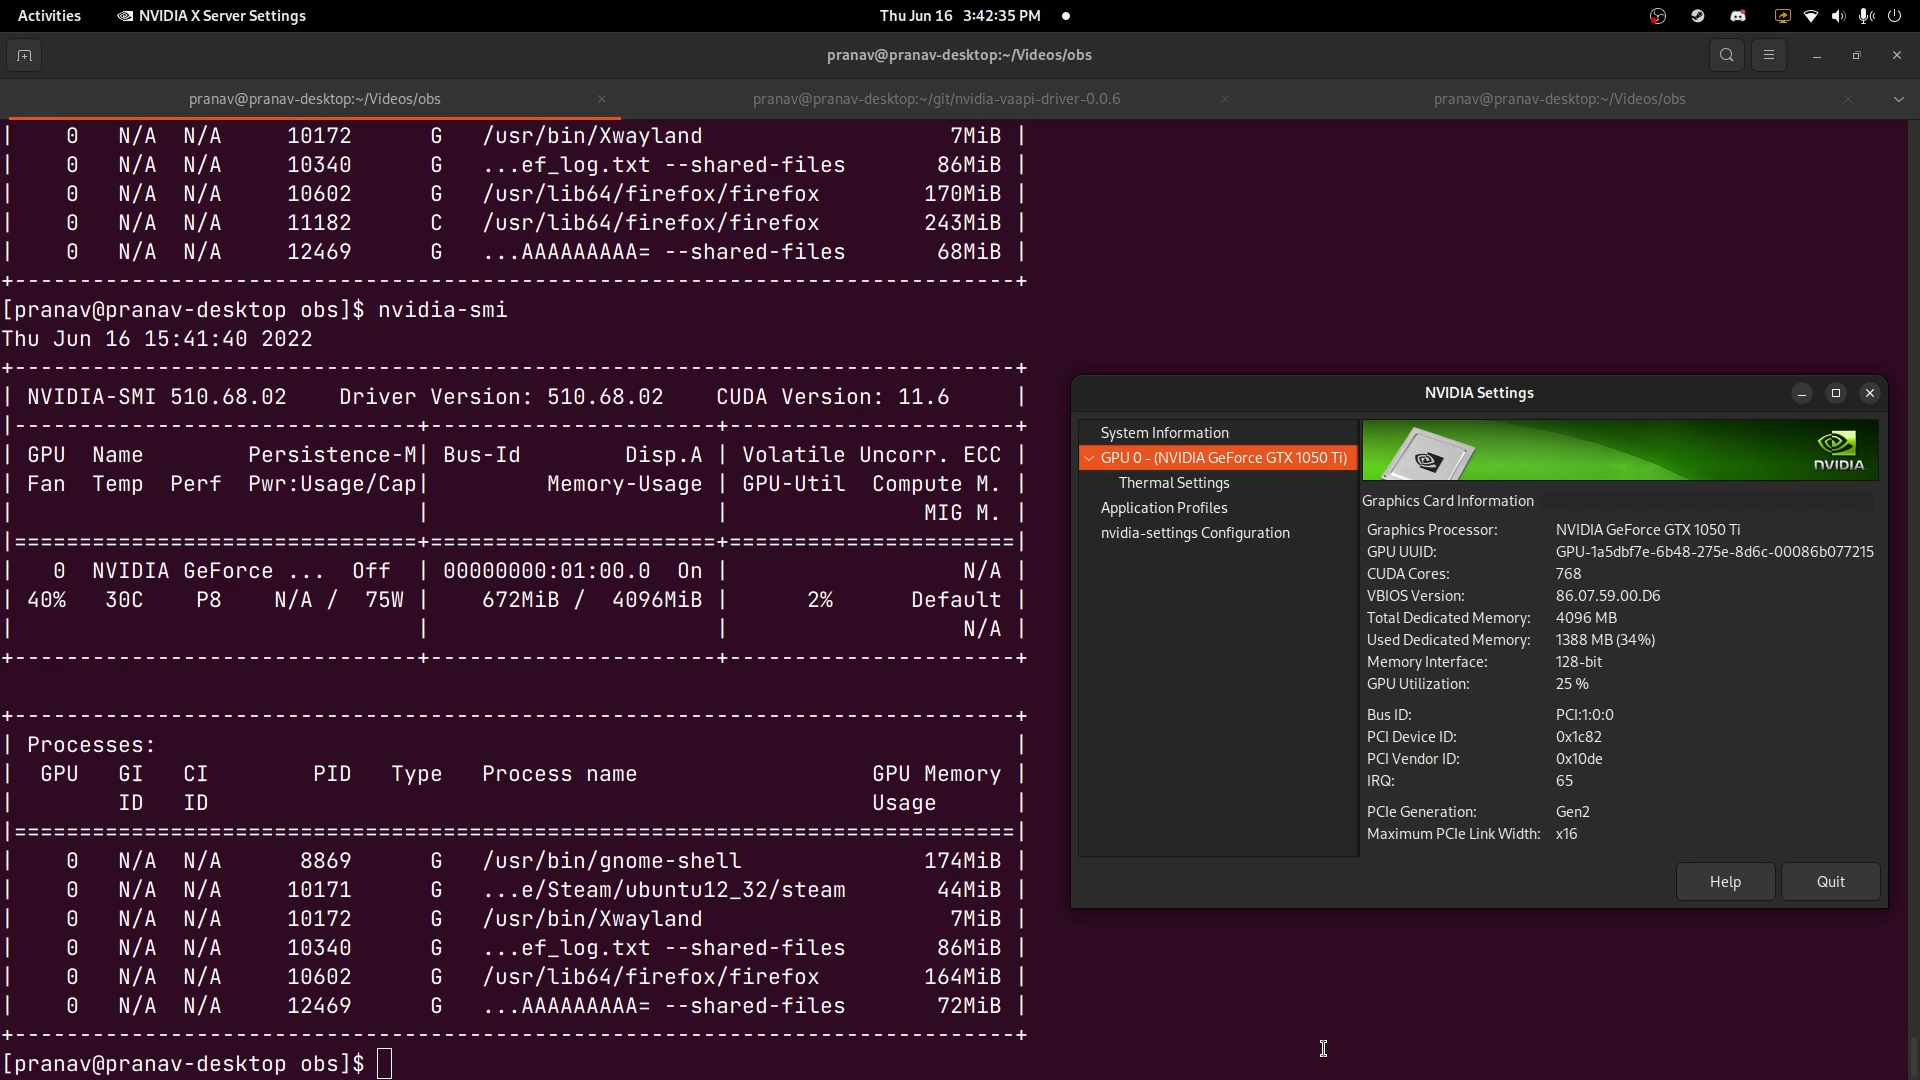 Activities NVIDIA X Server Settings Thu Jun 16 3:42:35 PM
pranav@pranav-desktop:~/Videos/obs
pranav@pranav-desktop:~/Videos/obs pranav@pranav-desktop:~/git/nvidia-vaapi-driver-0.0.6 pranav@pranav-desktop:~/Videos/obs
| 0 N/A N/A 10172 G /usr/bin/Xwayland 7MiB |
| 0 N/A N/A 10340 G ...ef_log.txt --shared-files 86MiB |
| 0 N/A N/A 10602 G /usr/lib64/firefox/firefox 170MiB |
| 0 N/A N/A 11182 C /usr/lib64/firefox/firefox 243MiB |
| 0 N/A N/A 12469 G ...AAAAAAAAA= --shared-files 68MiB |
+-----------------------------------------------------------------------------+
[pranav@pranav-desktop obs]$ nvidia-smi
Thu Jun 16 15:41:40 2022
+-----------------------------------------------------------------------------+
| NVIDIA-SMI 510.68.02 Driver Version: 510.68.02 CUDA Version: 11.6 |
|-------------------------------+----------------------+----------------------+
| GPU Name Persistence-M| Bus-Id Disp.A | Volatile Uncorr. ECC |
| Fan Temp Perf Pwr:Usage/Cap| Memory-Usage | GPU-Util Compute M. |
| | | MIG M. |
|===============================+======================+======================|
| 0 NVIDIA GeForce ... Off | 00000000:01:00.0 On | N/A |
| 40% 30C P8 N/A / 75W | 672MiB / 4096MiB | 2% Default |
| | | N/A |
+-------------------------------+----------------------+----------------------+
+-----------------------------------------------------------------------------+
| Processes: |
| GPU GI CI PID Type Process name GPU Memory |
| ID ID Usage |
|=============================================================================|
| 0 N/A N/A 8869 G /usr/bin/gnome-shell 174MiB |
| 0 N/A N/A 10171 G ...e/Steam/ubuntu12_32/steam 44MiB |
| 0 N/A N/A 10172 G /usr/bin/Xwayland 7MiB |
| 0 N/A N/A 10340 G ...ef_log.txt --shared-files 86MiB |
| 0 N/A N/A 10602 G /usr/lib64/firefox/firefox 164MiB |
| 0 N/A N/A 12469 G ...AAAAAAAAA= --shared-files 72MiB |
+-----------------------------------------------------------------------------+
[pranav@pranav-desktop obs]$
NVIDIA Settings
System Information
GPU 0 - (NVIDIA GeForce GTX 1050 Ti)
Thermal Settings
Application Profiles
nvidia-settings Configuration
NVIDIA
Graphics Card Information
Graphics Processor: NVIDIA GeForce GTX 1050 Ti
GPU UUID: GPU-1a5dbf7e-6b48-275e-8d6c-00086b077215
CUDA Cores: 768
VBIOS Version: 86.07.59.00.D6
Total Dedicated Memory: 4096 MB
Used Dedicated Memory: 1388 MB (34%)
Memory Interface: 128-bit
GPU Utilization: 25 %
Bus ID: PCI:1:0:0
PCI Device ID: 0x1c82
PCI Vendor ID: 0x10de
IRQ: 65
PCIe Generation: Gen2
Maximum PCIe Link Width: x16
Help Quit